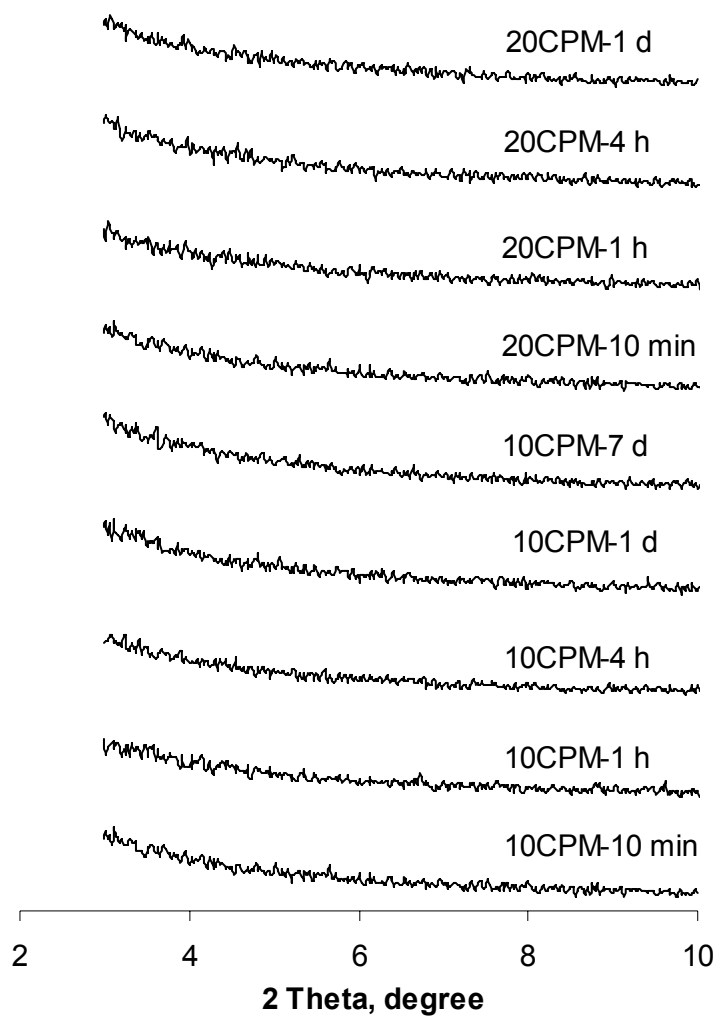 20CPM-1 d
20CPM-4 h
20CPM-1 h
20CPM-10 min
10CPM-7 d
10CPM-1 d
10CPM-4 h
10CPM-1 h
10CPM-10 min
2 4 6 8 10
2 Theta, degree